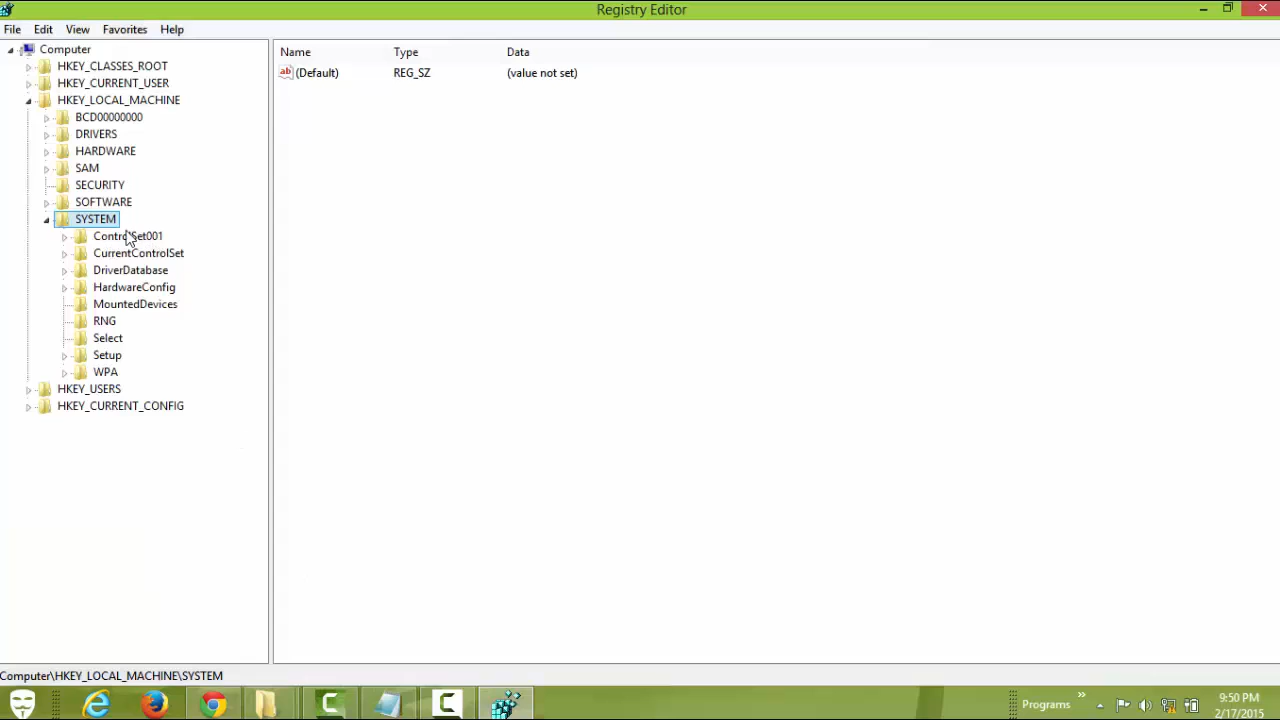 Registry Editor
File Edit View Favorites Help
Computer
HKEY_CLASSES_ROOT
HKEY_CURRENT_USER
HKEY_LOCAL_MACHINE
BCD00000000
DRIVERS
HARDWARE
SAM
SECURITY
SOFTWARE
SYSTEM
ControlSet001
CurrentControlSet
DriverDatabase
HardwareConfig
MountedDevices
RNG
Select
Setup
WPA
HKEY_USERS
HKEY_CURRENT_CONFIG
Name Type Data
ab (Default) REG_SZ (value not set)
Computer\HKEY_LOCAL_MACHINE\SYSTEM
Programs
9:50 PM
2/17/2015